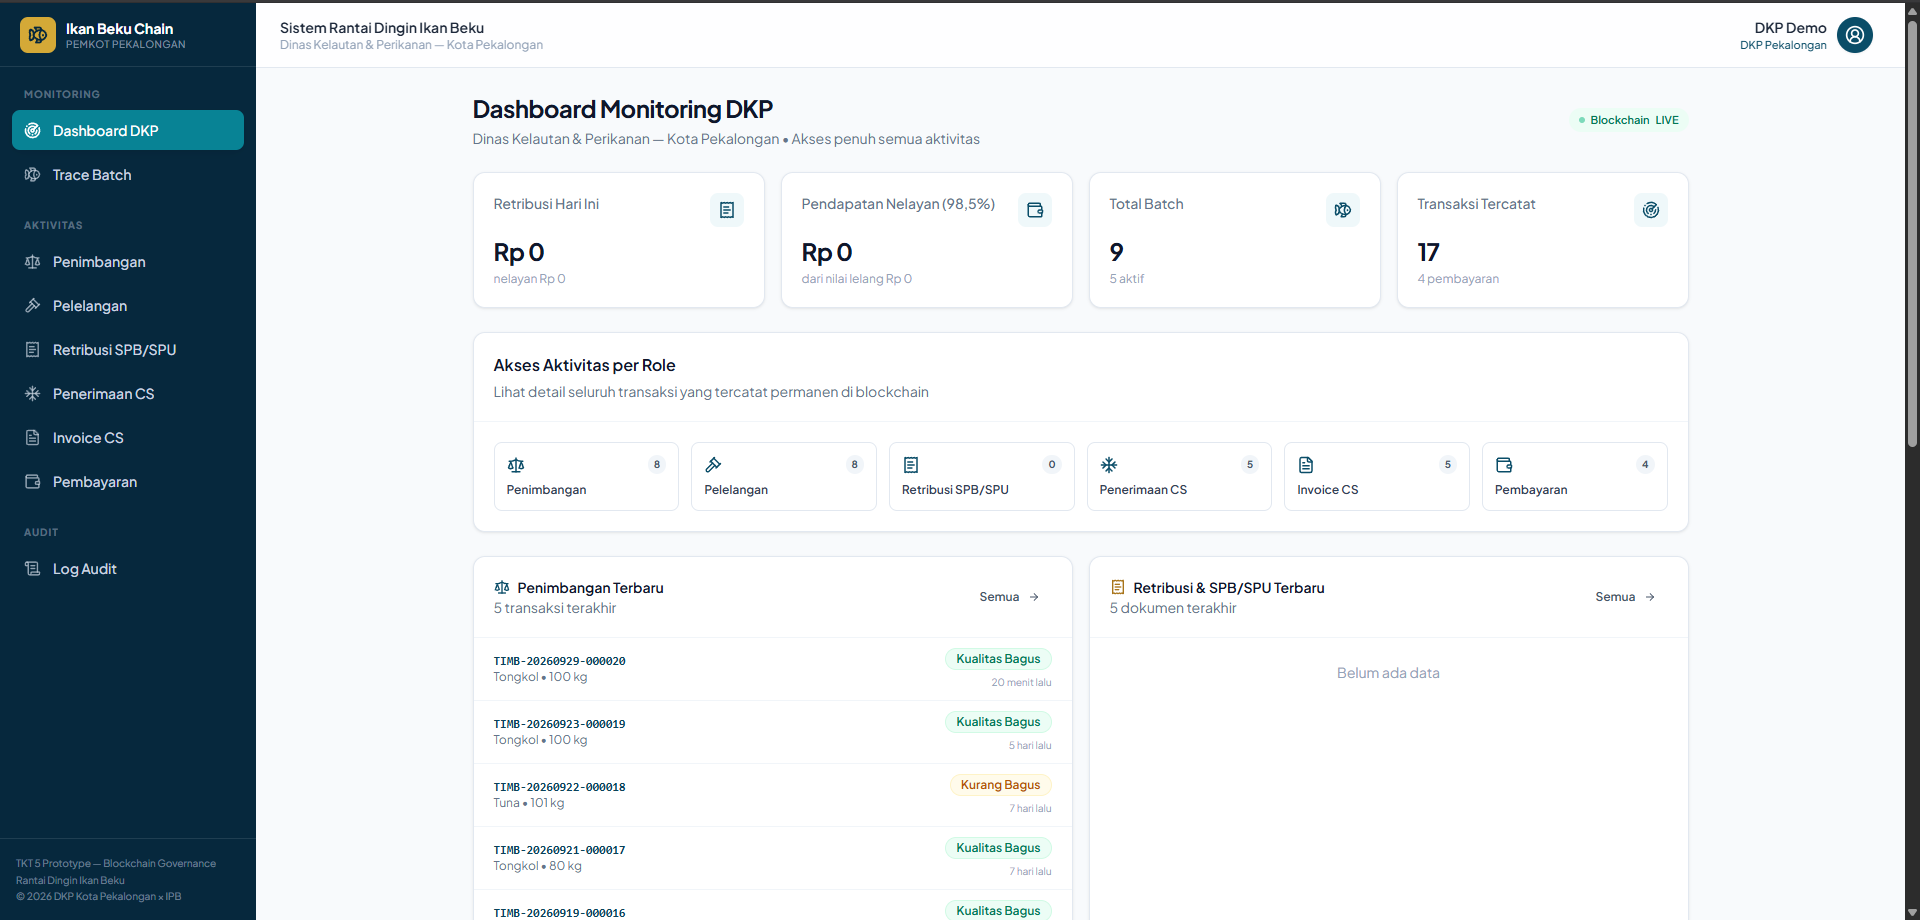 Ikan Beku Chain
PEMKOT PEKALONGAN
MONITORING
Dashboard DKP
Trace Batch
AKTIVITAS
Penimbangan
Pelelangan
Retribusi SPB/SPU
Penerimaan CS
Invoice CS
Pembayaran
AUDIT
Log Audit
TKT 5 Prototype — Blockchain Governance
Rantai Dingin Ikan Beku
© 2026 DKP Kota Pekalongan × IPB
Sistem Rantai Dingin Ikan Beku
Dinas Kelautan & Perikanan — Kota Pekalongan
DKP Demo
DKP Pekalongan
Dashboard Monitoring DKP
Dinas Kelautan & Perikanan — Kota Pekalongan • Akses penuh semua aktivitas
Blockchain LIVE
Retribusi Hari Ini
Rp 0
nelayan Rp 0
Pendapatan Nelayan (98,5%)
Rp 0
dari nilai lelang Rp 0
Total Batch
9
5 aktif
Transaksi Tercatat
17
4 pembayaran
Akses Aktivitas per Role
Lihat detail seluruh transaksi yang tercatat permanen di blockchain
8
Penimbangan
8
Pelelangan
0
Retribusi SPB/SPU
5
Penerimaan CS
5
Invoice CS
4
Pembayaran
Penimbangan Terbaru
5 transaksi terakhir
Semua →
TIMB-20260929-000020
Tongkol • 100 kg
Kualitas Bagus
20 menit lalu
TIMB-20260923-000019
Tongkol • 100 kg
Kualitas Bagus
5 hari lalu
TIMB-20260922-000018
Tuna • 101 kg
Kurang Bagus
7 hari lalu
TIMB-20260921-000017
Tongkol • 80 kg
Kualitas Bagus
7 hari lalu
TIMB-20260919-000016
Kualitas Bagus
Retribusi & SPB/SPU Terbaru
5 dokumen terakhir
Semua →
Belum ada data